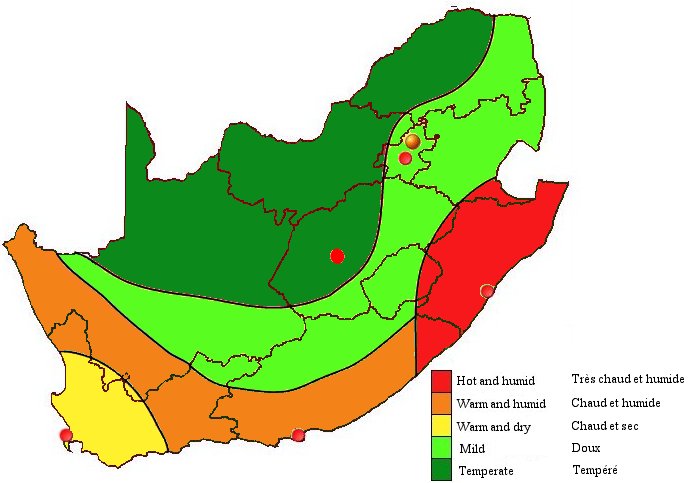 Hot and humid Très chaud et humide
Warm and humid Chaud et humide
Warm and dry Chaud et sec
Mild Doux
Temperate Tempéré